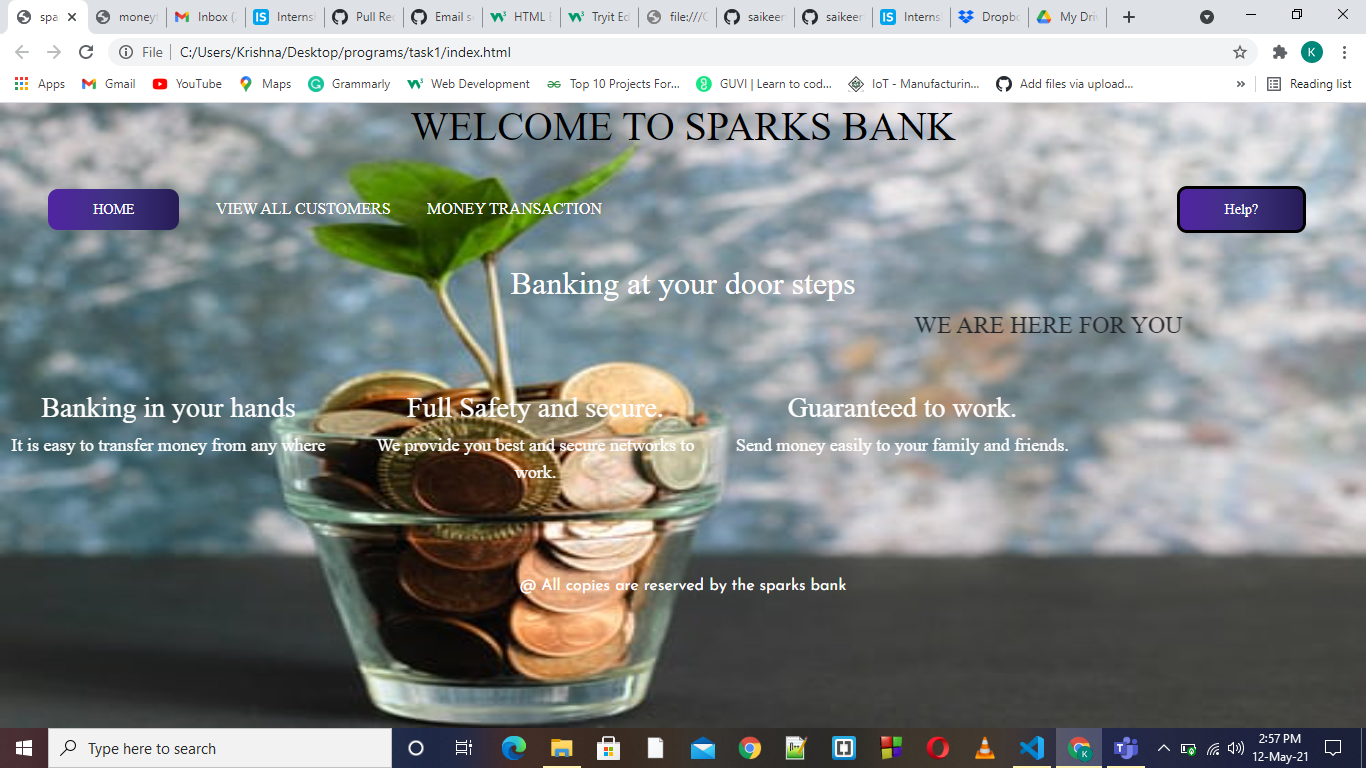 spa
money
Inbox (2
Interns
Pull Rec
Email s
HTML E
Tryit Ed
file:///C
saikeer
saikeer
Interns
Dropbo
My Driv
File C:/Users/Krishna/Desktop/programs/task1/index.html
K
Apps Gmail YouTube Maps Grammarly Web Development Top 10 Projects For... GUVI | Learn to cod... IoT - Manufacturin... Add files via upload... » Reading list
WELCOME TO SPARKS BANK
HOME VIEW ALL CUSTOMERS MONEY TRANSACTION Help?
Banking at your door steps
WE ARE HERE FOR YOU
Banking in your hands
It is easy to transfer money from any where
Full Safety and secure.
We provide you best and secure networks to
work.
Guaranteed to work.
Send money easily to your family and friends.
@ All copies are reserved by the sparks bank
Type here to search
2:57 PM
12-May-21